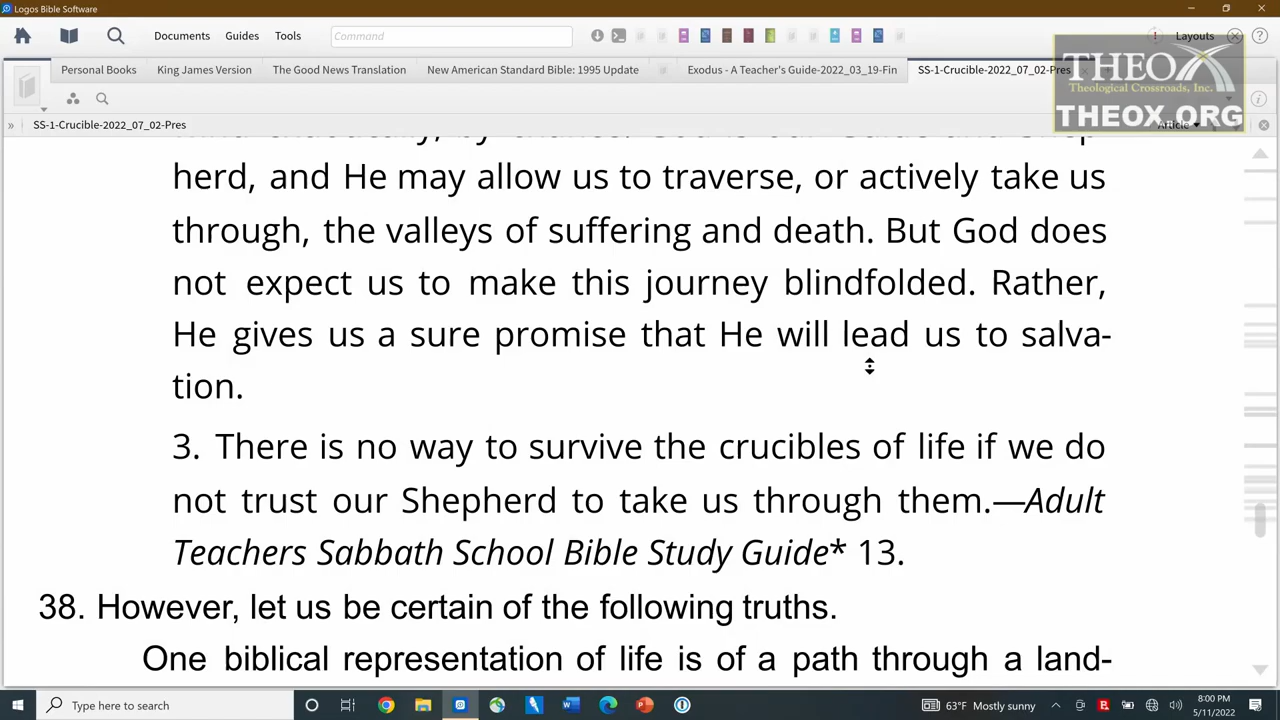 Logos Bible Software
Documents Guides Tools Command Layouts
Personal Books King James Version The Good News Translation New American Standard Bible: 1995 Update Exodus - A Teacher's Guide-2022_03_19-Fin SS-1-Crucible-2022_07_02-Pres
THEOX
Theological Crossroads, Inc.
THEOX.ORG
SS-1-Crucible-2022_07_02-Pres Article
herd, and He may allow us to traverse, or actively take us
through, the valleys of suffering and death. But God does
not expect us to make this journey blindfolded. Rather,
He gives us a sure promise that He will lead us to salva-
tion.
3. There is no way to survive the crucibles of life if we do
not trust our Shepherd to take us through them.—Adult
Teachers Sabbath School Bible Study Guide* 13.
38. However, let us be certain of the following truths.
One biblical representation of life is of a path through a land-
Type here to search
63°F Mostly sunny
8:00 PM
5/11/2022